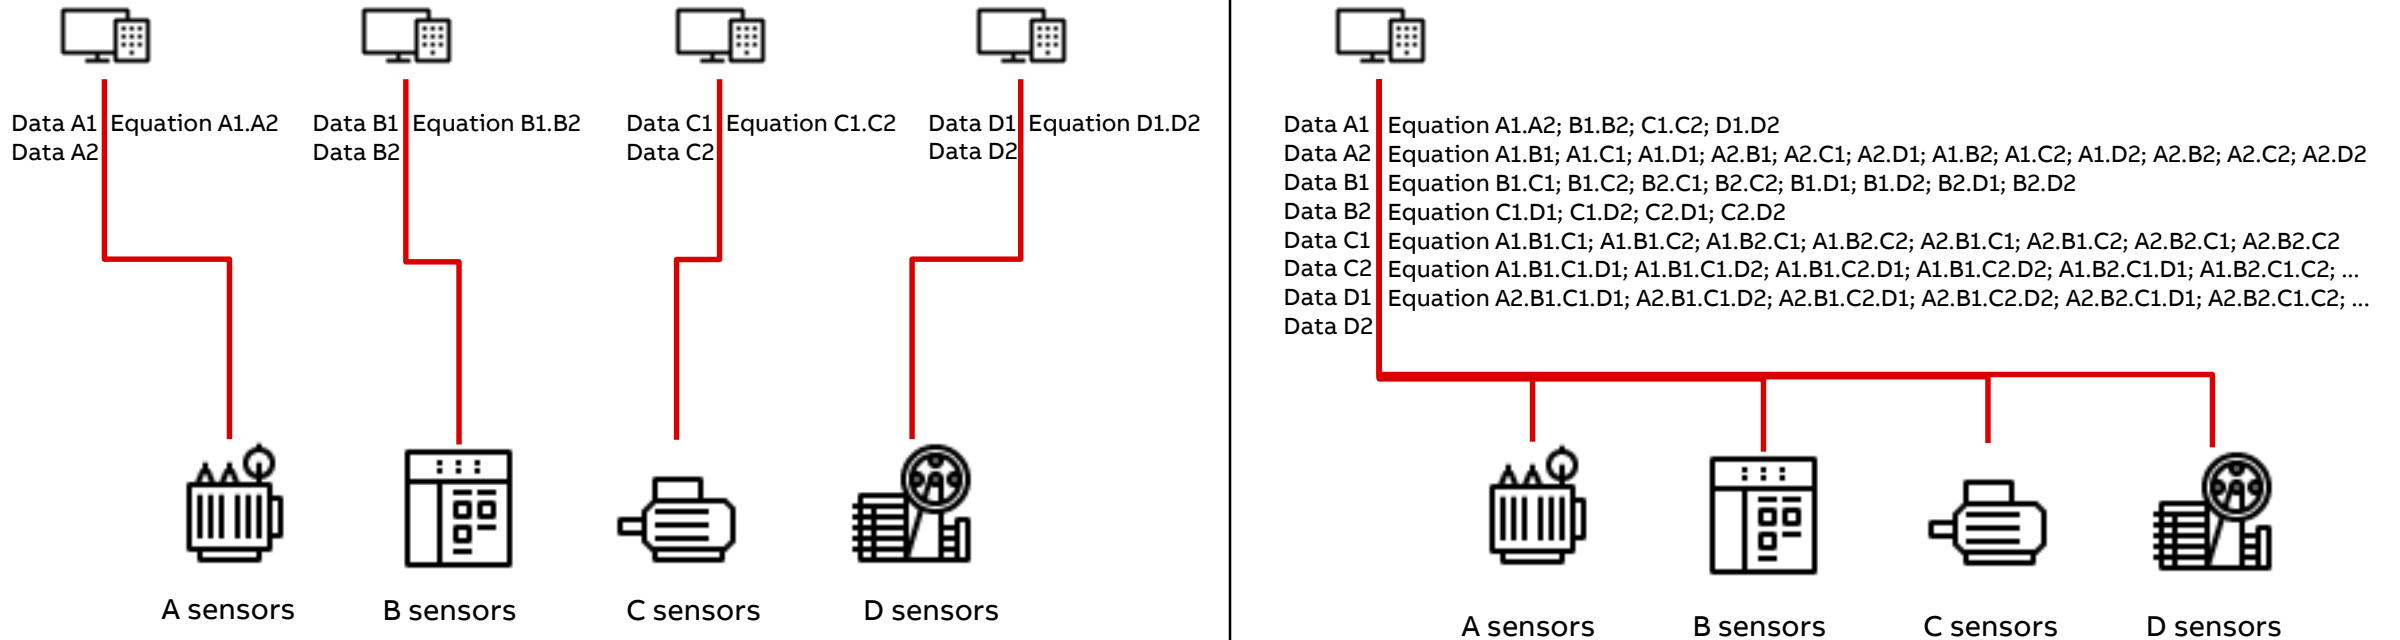 Data A1 Equation A1.A2
Data A2
Data B1 Equation B1.B2
Data B2
Data C1 Equation C1.C2
Data C2
Data D1 Equation D1.D2
Data D2
A sensors
B sensors
C sensors
D sensors
Data A1 Equation A1.A2; B1.B2; C1.C2; D1.D2
Data A2 Equation A1.B1; A1.C1; A1.D1; A2.B1; A2.C1; A2.D1; A1.B2; A1.C2; A1.D2; A2.B2; A2.C2; A2.D2
Data B1 Equation B1.C1; B1.C2; B2.C1; B2.C2; B1.D1; B1.D2; B2.D1; B2.D2
Data B2 Equation C1.D1; C1.D2; C2.D1; C2.D2
Data C1 Equation A1.B1.C1; A1.B1.C2; A1.B2.C1; A1.B2.C2; A2.B1.C1; A2.B1.C2; A2.B2.C1; A2.B2.C2
Data C2 Equation A1.B1.C1.D1; A1.B1.C1.D2; A1.B1.C2.D1; A1.B1.C2.D2; A1.B2.C1.D1; A1.B2.C1.C2; ...
Data D1 Equation A2.B1.C1.D1; A2.B1.C1.D2; A2.B1.C2.D1; A2.B1.C2.D2; A2.B2.C1.D1; A2.B2.C1.C2; ...
Data D2
A sensors
B sensors
C sensors
D sensors